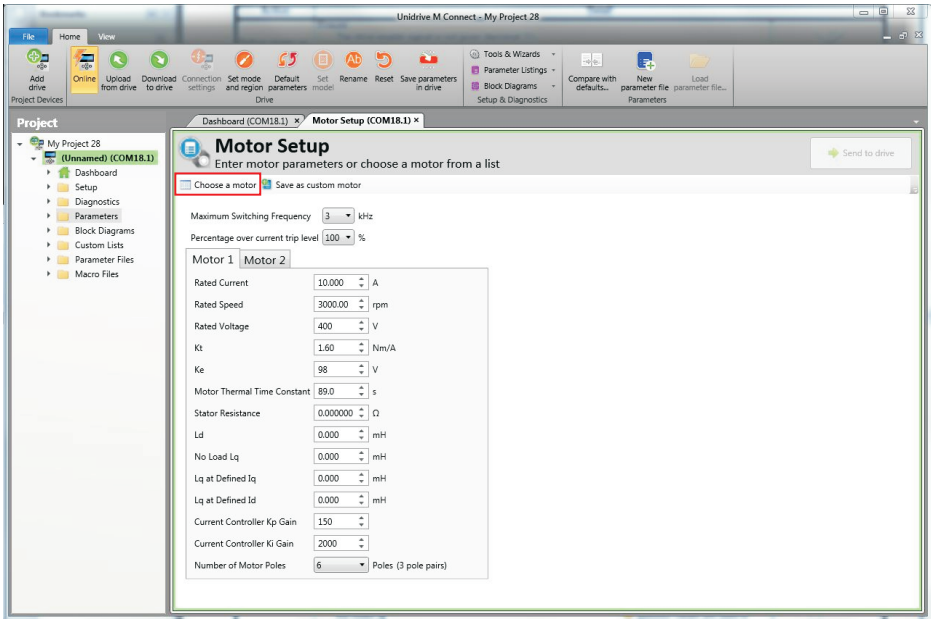 Unidrive M Connect - My Project 28
File Home View
Add drive
Online
Upload from drive
Download to drive
Connection settings
Set mode and region
Default parameters
Set model
Rename
Reset
Save parameters in drive
Tools & Wizards
Parameter Listings
Block Diagrams
Compare with defaults...
New parameter file
Load parameter file...
Project Devices
Drive
Setup & Diagnostics
Parameters
Project
Dashboard (COM18.1) × Motor Setup (COM18.1) ×
My Project 28
(Unnamed) (COM18.1)
Dashboard
Setup
Diagnostics
Parameters
Block Diagrams
Custom Lists
Parameter Files
Macro Files
Motor Setup
Enter motor parameters or choose a motor from a list
Send to drive
Choose a motor Save as custom motor
Maximum Switching Frequency 3 kHz
Percentage over current trip level 100 %
Motor 1 Motor 2
Rated Current 10.000 A
Rated Speed 3000.00 rpm
Rated Voltage 400 V
Kt 1.60 Nm/A
Ke 98 V
Motor Thermal Time Constant 89.0 s
Stator Resistance 0.000000 Ω
Ld 0.000 mH
No Load Lq 0.000 mH
Lq at Defined Iq 0.000 mH
Lq at Defined Id 0.000 mH
Current Controller Kp Gain 150
Current Controller Ki Gain 2000
Number of Motor Poles 6 Poles (3 pole pairs)